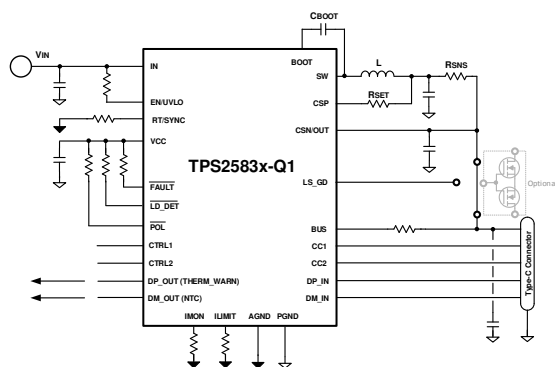 CBOOT
VIN
IN
BOOT
SW
L
RSNS
EN/UVLO
CSP
RSET
RT/SYNC
CSN/OUT
VCC
TPS2583x-Q1
FAULT
LS_GD
Optiona
LD_DET
POL
BUS
CTRL1
CC1
CTRL2
CC2
DP_OUT (THERM_WARN)
DP_IN
DM_OUT (NTC)
DM_IN
Type-C Connector
IMON
ILIMIT
AGND
PGND